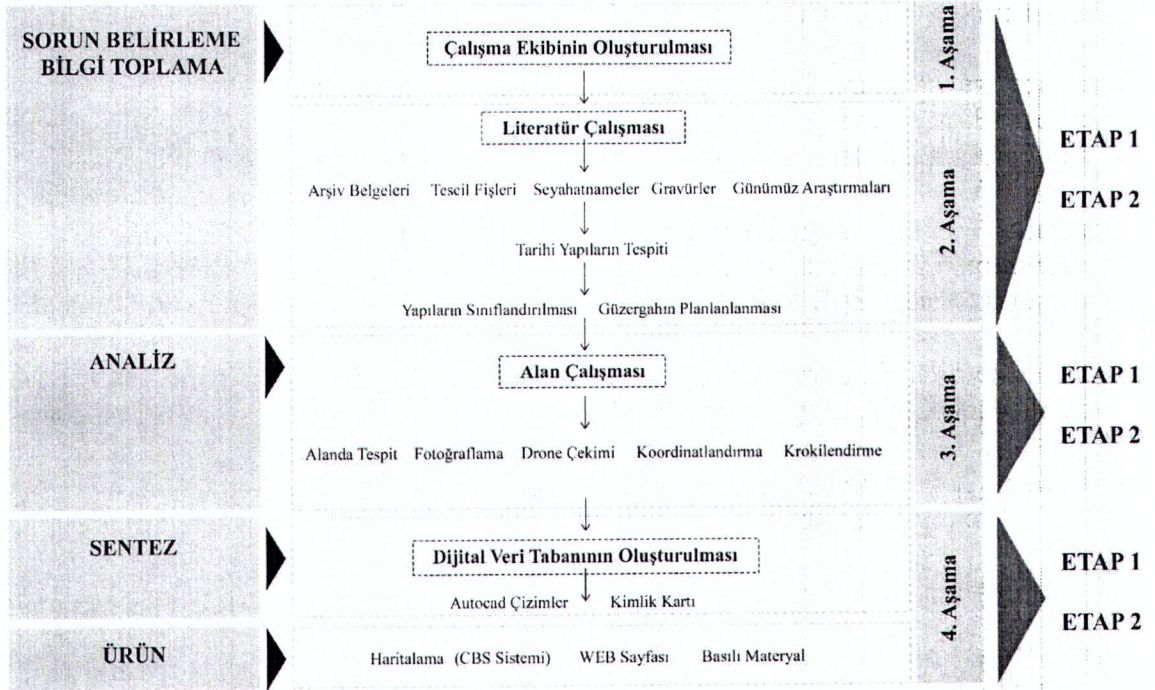 SORUN BELİRLEME
BİLGİ TOPLAMA
Çalışma Ekibinin Oluşturulması
1. Aşama
Literatür Çalışması
Arşiv Belgeleri Tescil Fişleri Seyahatnameler Gravürler Günümüz Araştırmaları
Tarihi Yapıların Tespiti
Yapıların Sınıflandırılması Güzergahın Planlanlanması
2. Aşama
ETAP 1
ETAP 2
ANALİZ
Alan Çalışması
Alanda Tespit Fotoğraflama Drone Çekimi Koordinatlandırma Krokilendirme
3. Aşama
ETAP 1
ETAP 2
SENTEZ
Dijital Veri Tabanının Oluşturulması
Autocad Çizimler Kimlik Kartı
4. Aşama
ETAP 1
ETAP 2
ÜRÜN
Haritalama (CBS Sistemi) WEB Sayfası Basılı Materyal